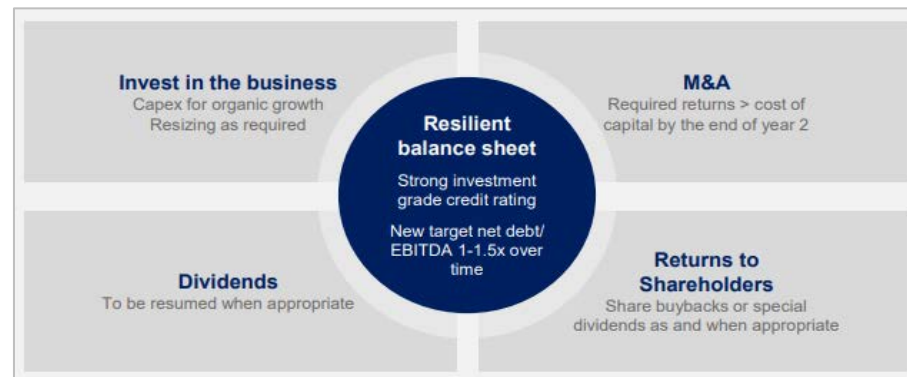 Invest in the business
Capex for organic growth
Resizing as required
M&A
Required returns > cost of
capital by the end of year 2
Resilient
balance sheet
Strong investment
grade credit rating
New target net debt/
EBITDA 1-1.5x over
time
Dividends
To be resumed when appropriate
Returns to
Shareholders
Share buybacks or special
dividends as and when appropriate